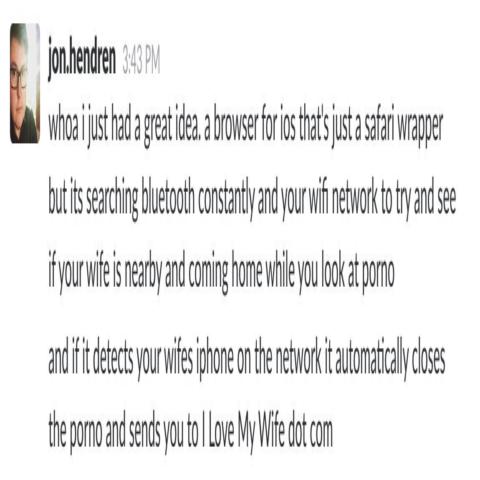 jon.hendren 3:43 PM
whoa i just had a great idea. a browser for ios that's just a safari wrapper
but its searching bluetooth constantly and your wifi network to try and see
if your wife is nearby and coming home while you look at porno
and if it detects your wifes iphone on the network it automatically closes
the porno and sends you to I Love My Wife dot com